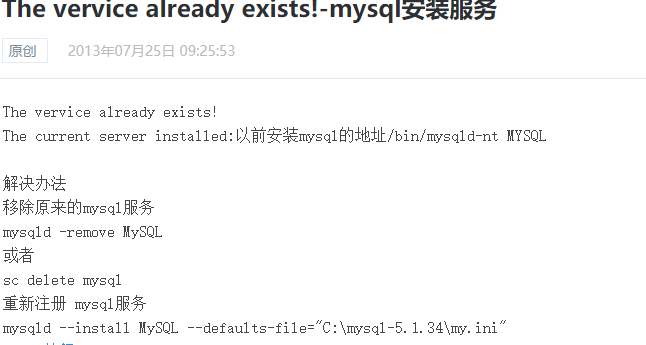 The vervice already exists!-mysql安装服务
原创 2013年07月25日 09:25:53
The vervice already exists!
The current server installed:以前安装mysql的地址/bin/mysqld-nt MYSQL
解决办法
移除原来的mysql服务
mysqld -remove MySQL
或者
sc delete mysql
重新注册 mysql服务
mysqld --install MySQL --defaults-file="C:\mysql-5.1.34\my.ini"